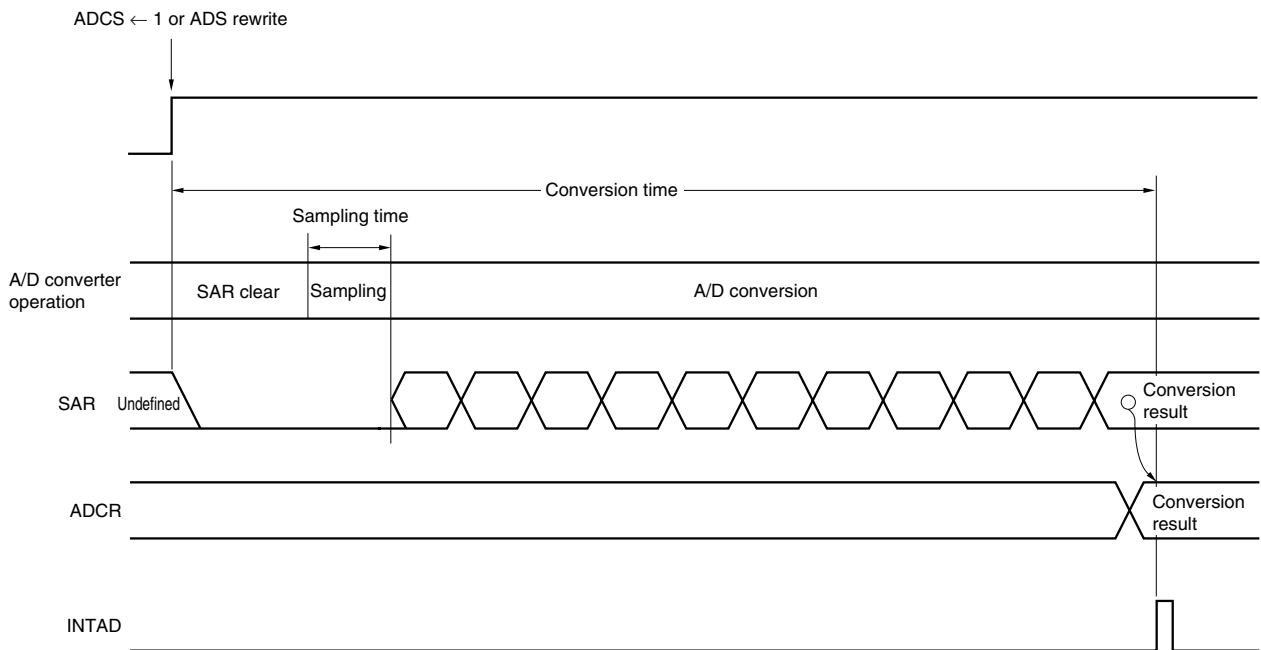 ADCS ← 1 or ADS rewrite
Conversion time
Sampling time
A/D converter
operation
SAR clear
Sampling
A/D conversion
SAR
Undefined
Conversion
result
ADCR
Conversion
result
INTAD